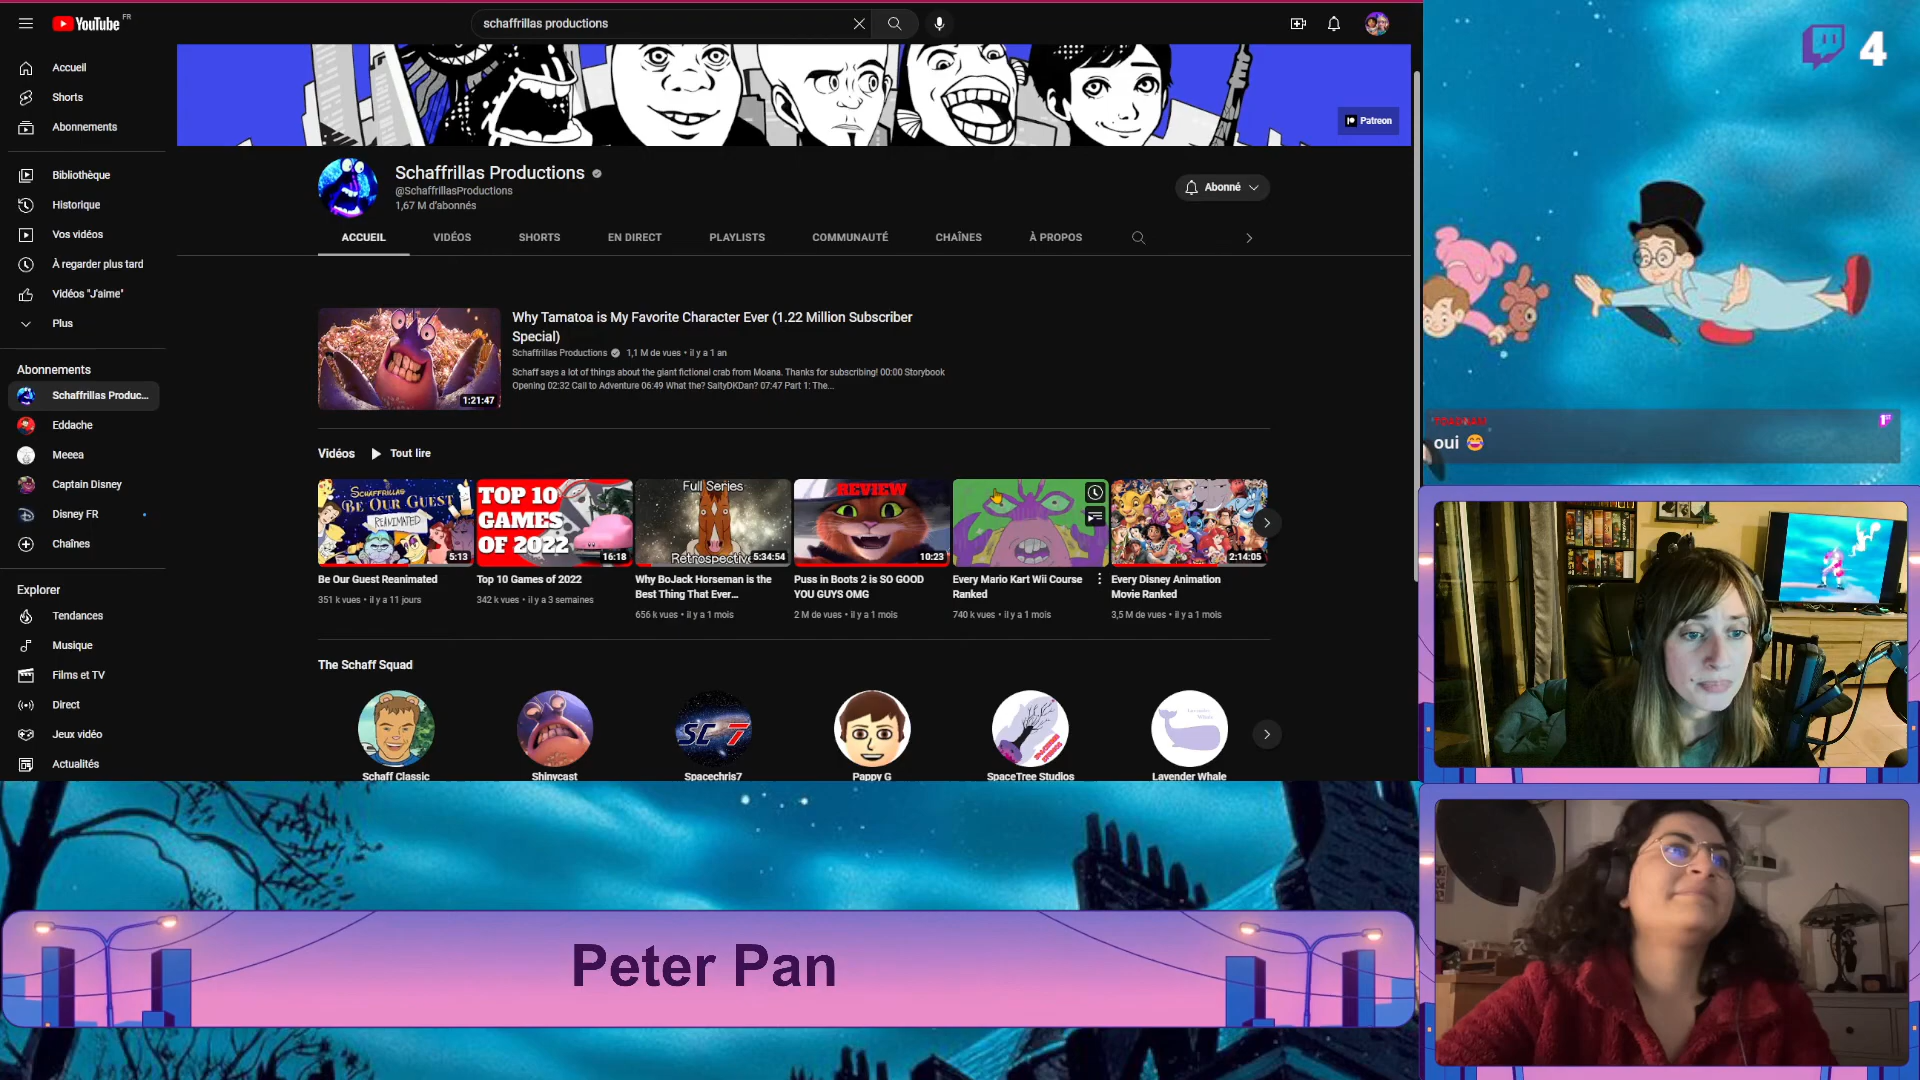 YouTube FR
schaffrillas productions
4
Accueil
Shorts
Abonnements
Bibliothèque
Historique
Vos vidéos
À regarder plus tard
Vidéos "J'aime"
Plus
Abonnements
Schaffrillas Produc...
Eddache
Meeea
Captain Disney
Disney FR
Chaînes
Explorer
Tendances
Musique
Films et TV
Direct
Jeux vidéo
Actualités
Patreon
Schaffrillas Productions
@SchaffrillasProductions
1,67 M d'abonnés
Abonné
ACCUEIL VIDÉOS SHORTS EN DIRECT PLAYLISTS COMMUNAUTÉ CHAÎNES À PROPOS
1:21:47
Why Tamatoa is My Favorite Character Ever (1.22 Million Subscriber
Special)
Schaffrillas Productions 1,1 M de vues • il y a 1 an
Schaff says a lot of things about the giant fictional crab from Moana. Thanks for subscribing! 00:00 Storybook
Opening 02:32 Call to Adventure 06:49 What the? SaltyDKDan? 07:47 Part 1: The...
Vidéos Tout lire
SCHAFFRILLAS
BE OUR GUEST
REANIMATED
5:13
Be Our Guest Reanimated
351 k vues • il y a 11 jours
TOP 10
GAMES
OF 2022
16:18
Top 10 Games of 2022
342 k vues • il y a 3 semaines
Full Series
Retrospective
5:34:54
Why BoJack Horseman is the
Best Thing That Ever...
656 k vues • il y a 1 mois
REVIEW
10:23
Puss in Boots 2 is SO GOOD
YOU GUYS OMG
2 M de vues • il y a 1 mois
Every Mario Kart Wii Course
Ranked
740 k vues • il y a 1 mois
2:14:05
Every Disney Animation
Movie Ranked
3,5 M de vues • il y a 1 mois
The Schaff Squad
Schaff Classic
Shinycast
SC 7
Spacechris7
Pappy G
SpaceTree Studios
Lavender Whale
oui 😂
Peter Pan